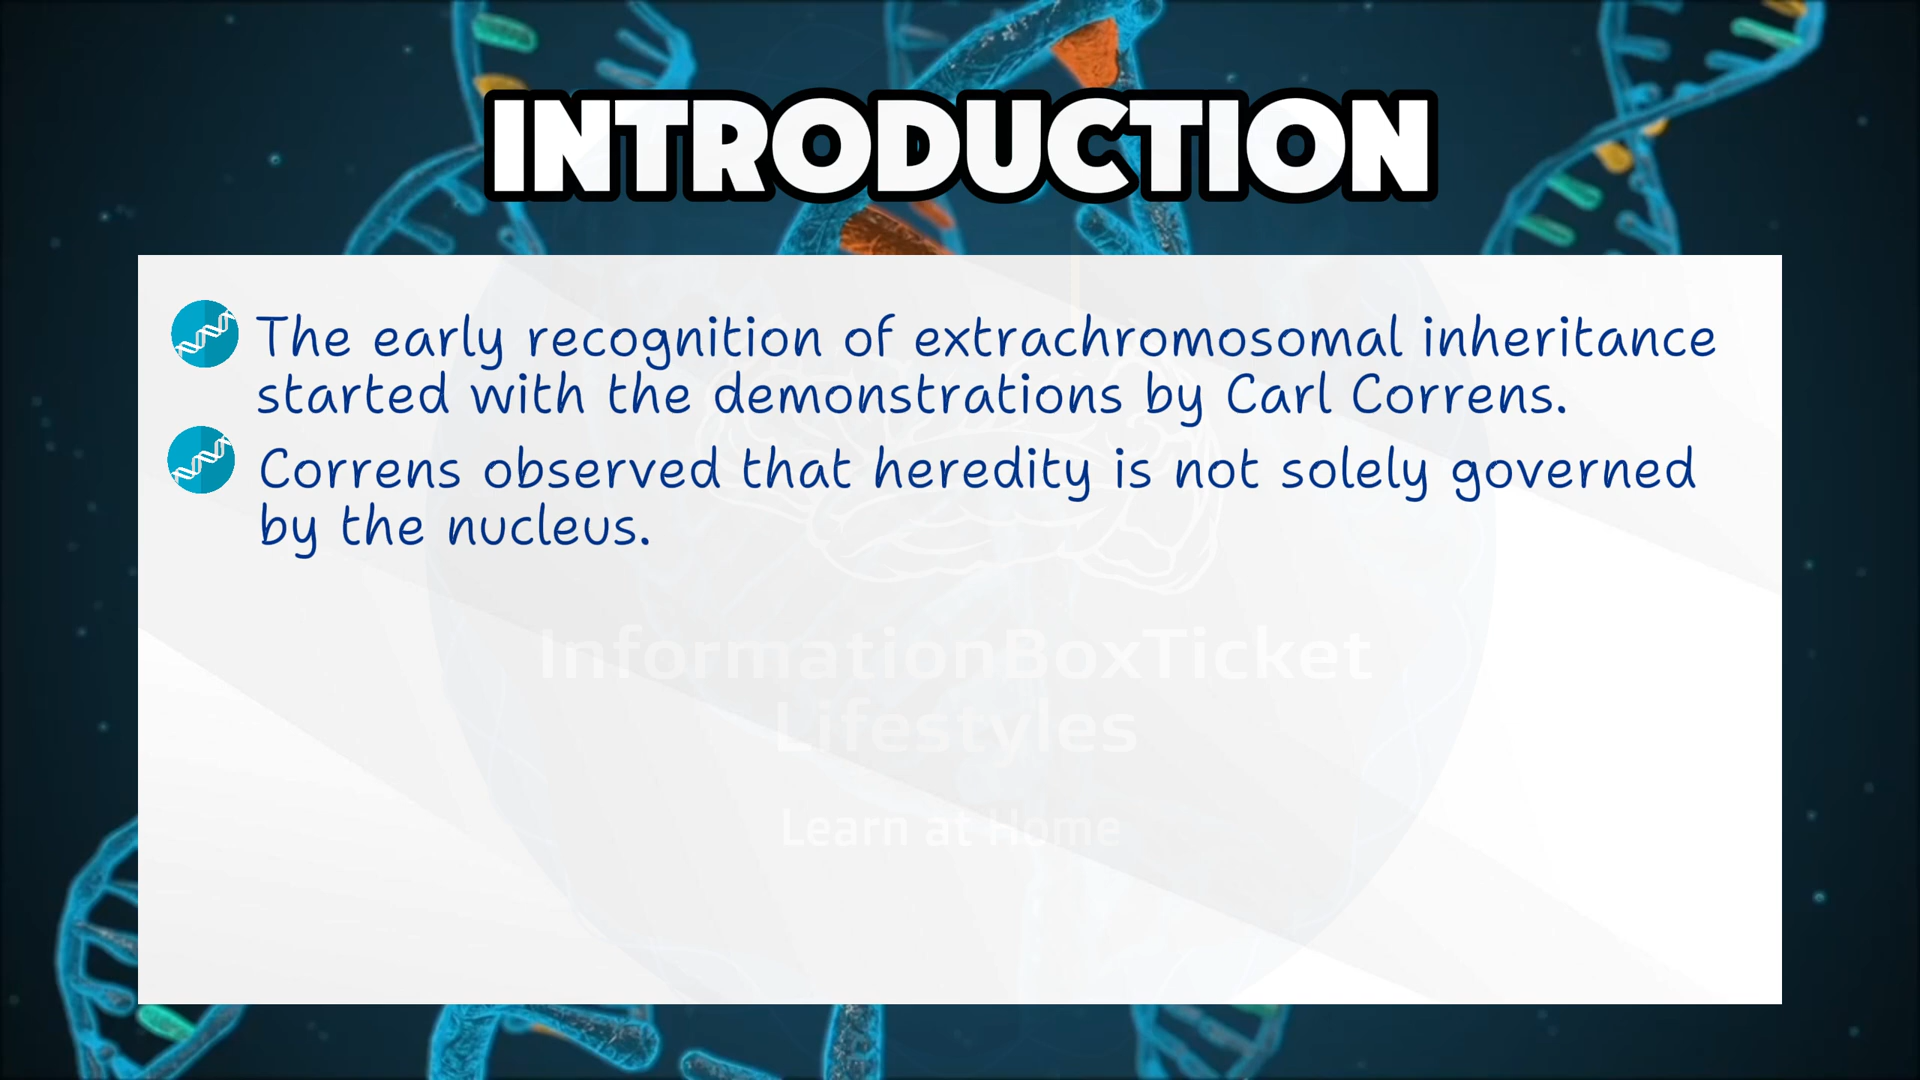 INTRODUCTION
The early recognition of extrachromosomal inheritance
started with the demonstrations by Carl Correns.
Correns observed that heredity is not solely governed
by the nucleus.
InformationBoxTicket
Lifestyles
Learn at Home